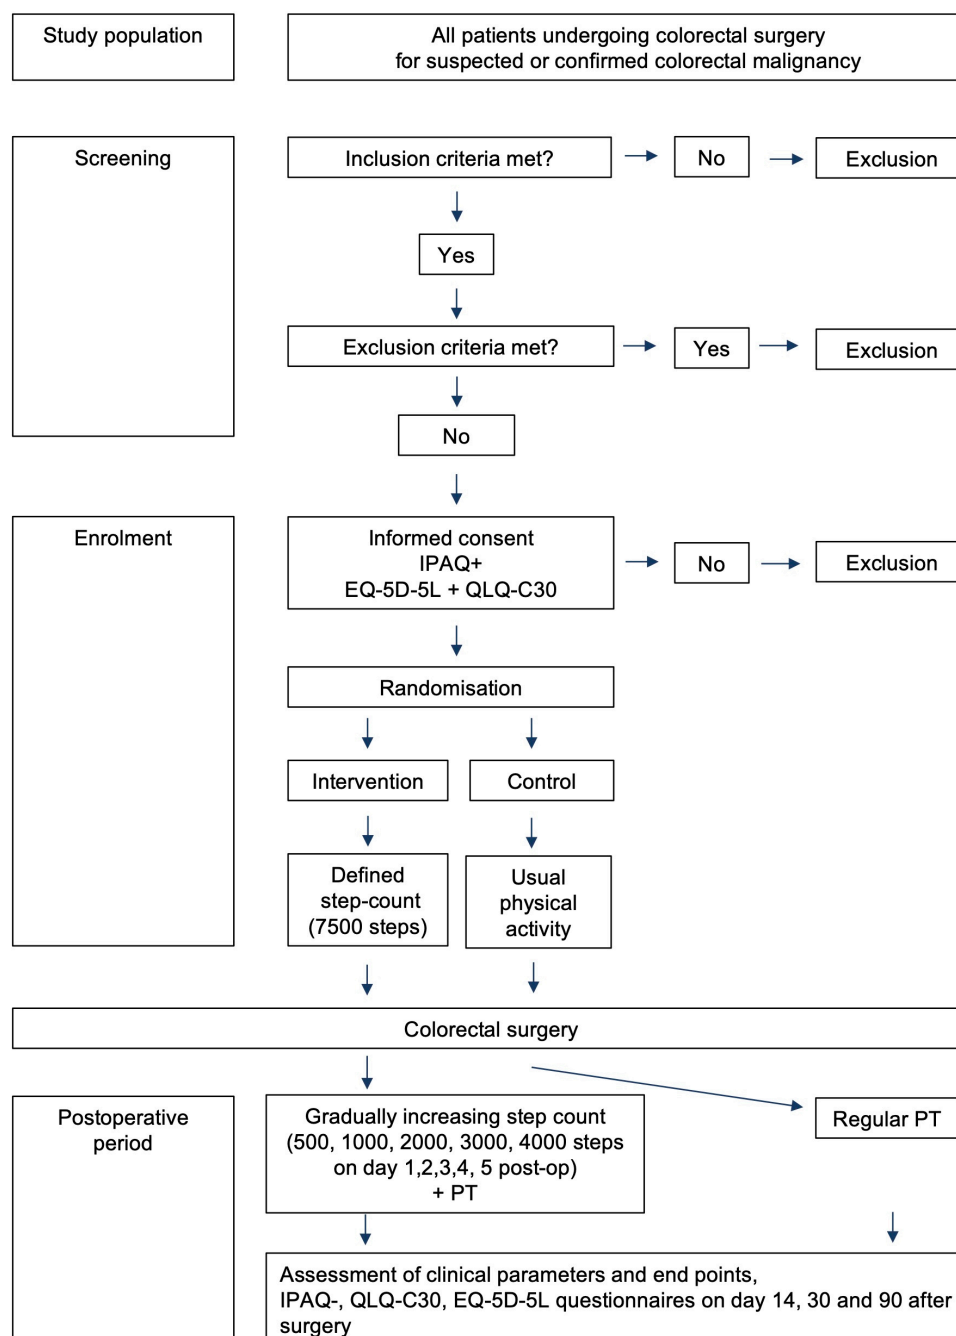 Study population
All patients undergoing colorectal surgery
for suspected or confirmed colorectal malignancy
Screening
Inclusion criteria met?
No
Exclusion
Yes
Exclusion criteria met?
Yes
Exclusion
No
Enrolment
Informed consent
IPAQ+
EQ-5D-5L + QLQ-C30
No
Exclusion
Randomisation
Intervention
Control
Defined
step-count
(7500 steps)
Usual
physical
activity
Colorectal surgery
Postoperative
period
Gradually increasing step count
(500, 1000, 2000, 3000, 4000 steps
on day 1,2,3,4, 5 post-op)
+ PT
Regular PT
Assessment of clinical parameters and end points,
IPAQ-, QLQ-C30, EQ-5D-5L questionnaires on day 14, 30 and 90 after
surgery